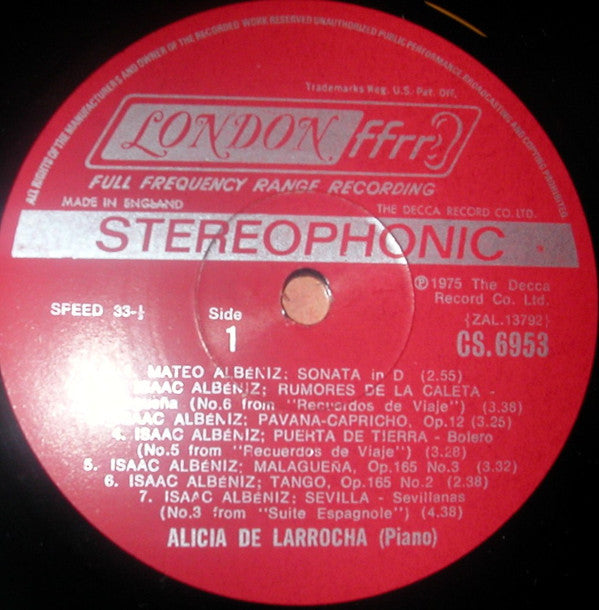 ALL RIGHTS OF THE MANUFACTURERS AND OWNER OF THE RECORDED WORK RESERVED UNAUTHORIZED PUBLIC PERFORMANCE, BROADCASTING AND COPYING PROHIBITED
Trademarks Reg. U.S. Pat. Off.
LONDON ffrr
FULL FREQUENCY RANGE RECORDING
MADE IN ENGLAND THE DECCA RECORD CO. LTD.
STEREOPHONIC
℗1975 The Decca
Record Co. Ltd.
SPEED 33-⅓ Side
1
{ZAL.13792}
CS.6953
MATEO ALBÉNIZ: SONATA in D (2.55)
ISAAC ALBÉNIZ; RUMORES DE LA CALETA -
(No.6 from "Recuerdos de Viaje") (3.38)
ISAAC ALBÉNIZ; PAVANA-CAPRICHO, Op.12 (3.25)
4. ISAAC ALBÉNIZ; PUERTA DE TIERRA - Bolero
(No.5 from "Recuerdos de Viaje") (3.28)
5. ISAAC ALBÉNIZ; MALAGUEÑA, Op.165 No.3 (3.32)
6. ISAAC ALBÉNIZ; TANGO, Op.165 No.2 (2.38)
7. ISAAC ALBÉNIZ; SEVILLA - Sevillanas
(No.3 from "Suite Espagnole") (4.38)
ALICIA DE LARROCHA (Piano)